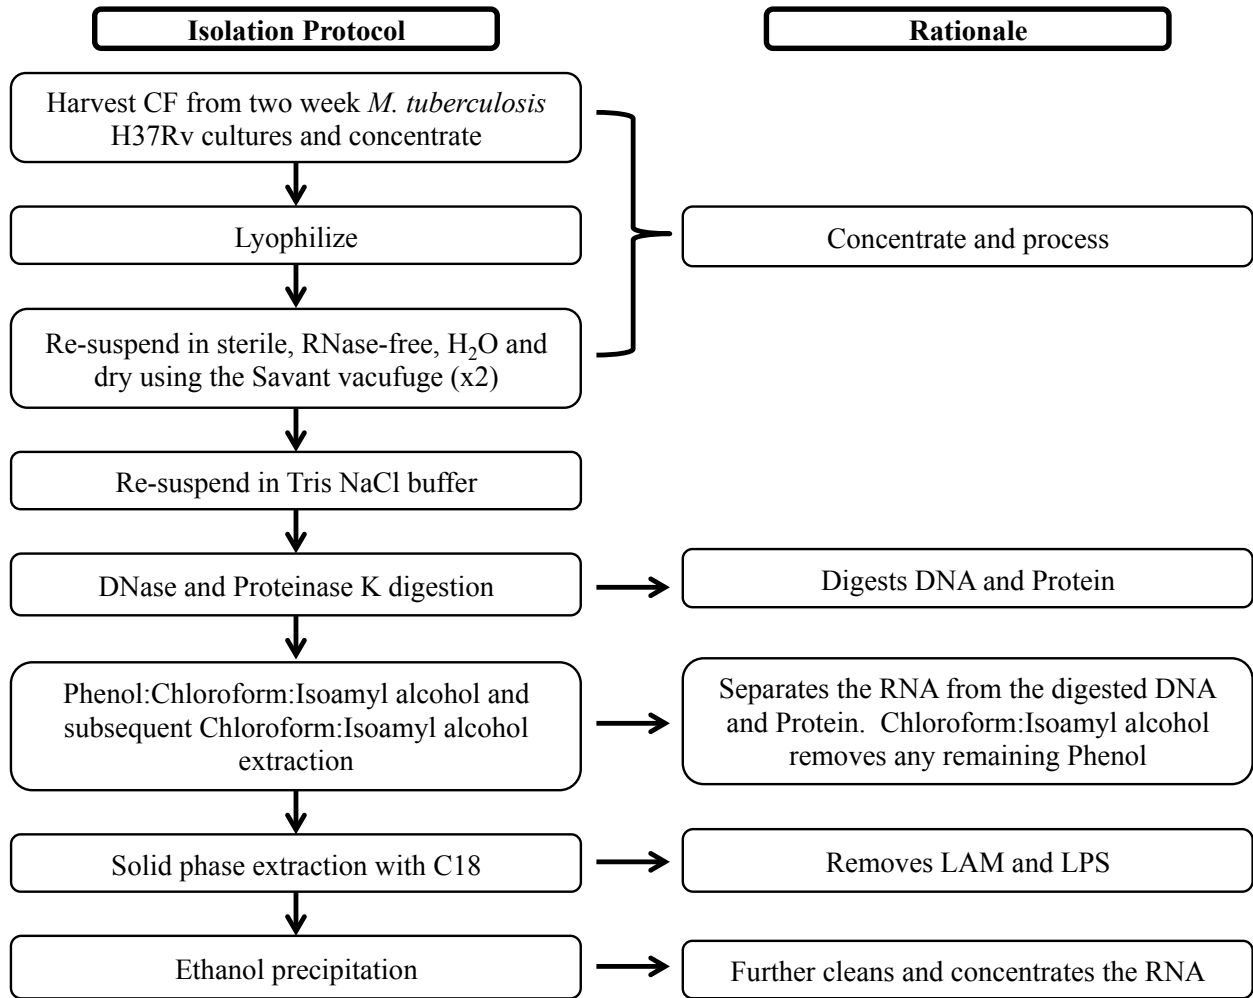 Isolation Protocol
Rationale
Harvest CF from two week M. tuberculosis
H37Rv cultures and concentrate
Lyophilize
Concentrate and process
Re-suspend in sterile, RNase-free, H₂O and
dry using the Savant vacufuge (x2)
Re-suspend in Tris NaCl buffer
DNase and Proteinase K digestion
Digests DNA and Protein
Phenol:Chloroform:Isoamyl alcohol and
subsequent Chloroform:Isoamyl alcohol
extraction
Separates the RNA from the digested DNA
and Protein.  Chloroform:Isoamyl alcohol
removes any remaining Phenol
Solid phase extraction with C18
Removes LAM and LPS
Ethanol precipitation
Further cleans and concentrates the RNA